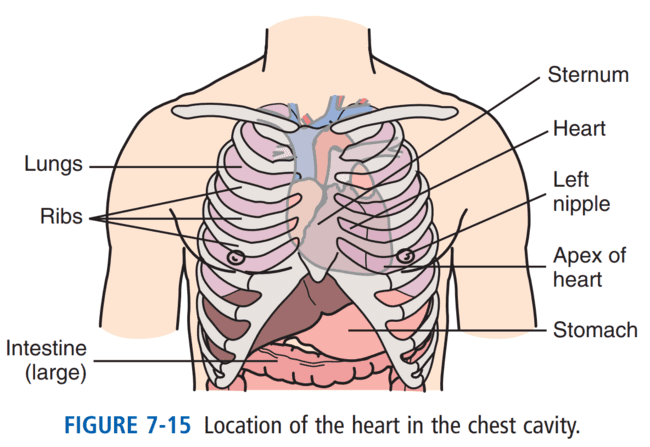 Sternum
Heart
Lungs
Left
nipple
Ribs
Apex of
heart
Stomach
Intestine
(large)
FIGURE 7-15 Location of the heart in the chest cavity.